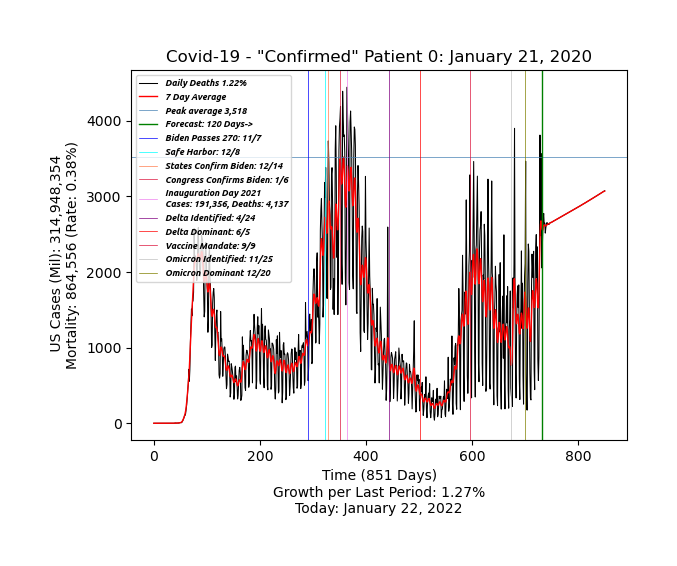 Covid-19 - "Confirmed" Patient 0: January 21, 2020
US Cases (Mil): 314,948,354
Mortality: 864,556 (Rate: 0.38%)
4000
3000
2000
1000
0
Daily Deaths 1.22%
7 Day Average
Peak average 3,518
Forecast: 120 Days->
Biden Passes 270: 11/7
Safe Harbor: 12/8
States Confirm Biden: 12/14
Congress Confirms Biden: 1/6
Inauguration Day 2021
Cases: 191,356, Deaths: 4,137
Delta Identified: 4/24
Delta Dominant: 6/5
Vaccine Mandate: 9/9
Omicron Identified: 11/25
Omicron Dominant 12/20
0 200 400 600 800
Time (851 Days)
Growth per Last Period: 1.27%
Today: January 22, 2022